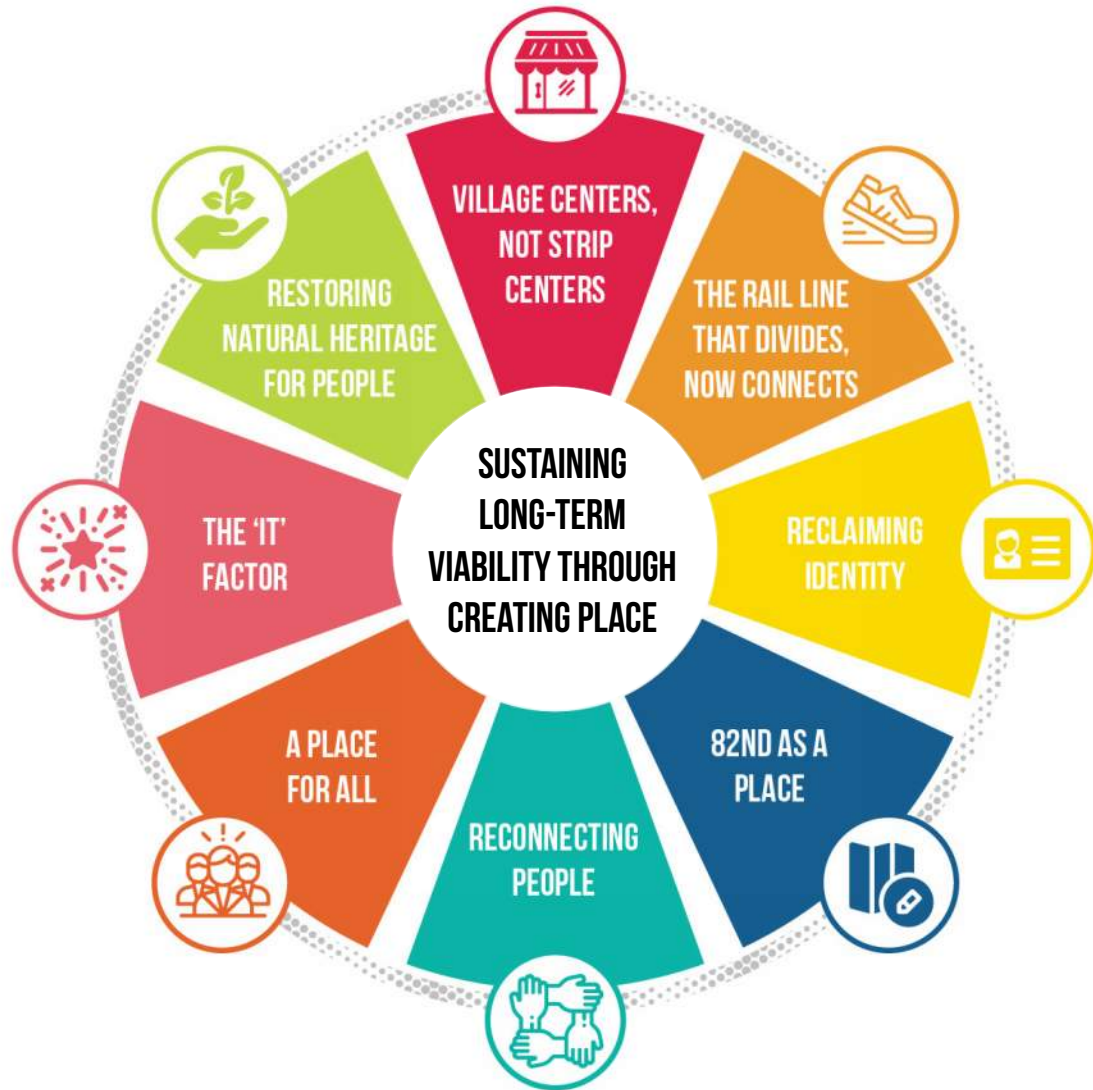 VILLAGE CENTERS,
NOT STRIP
CENTERS
THE RAIL LINE
THAT DIVIDES,
NOW CONNECTS
RECLAIMING
IDENTITY
82ND AS A
PLACE
RECONNECTING
PEOPLE
A PLACE
FOR ALL
THE ‘IT’
FACTOR
RESTORING
NATURAL HERITAGE
FOR PEOPLE
SUSTAINING
LONG-TERM
VIABILITY THROUGH
CREATING PLACE